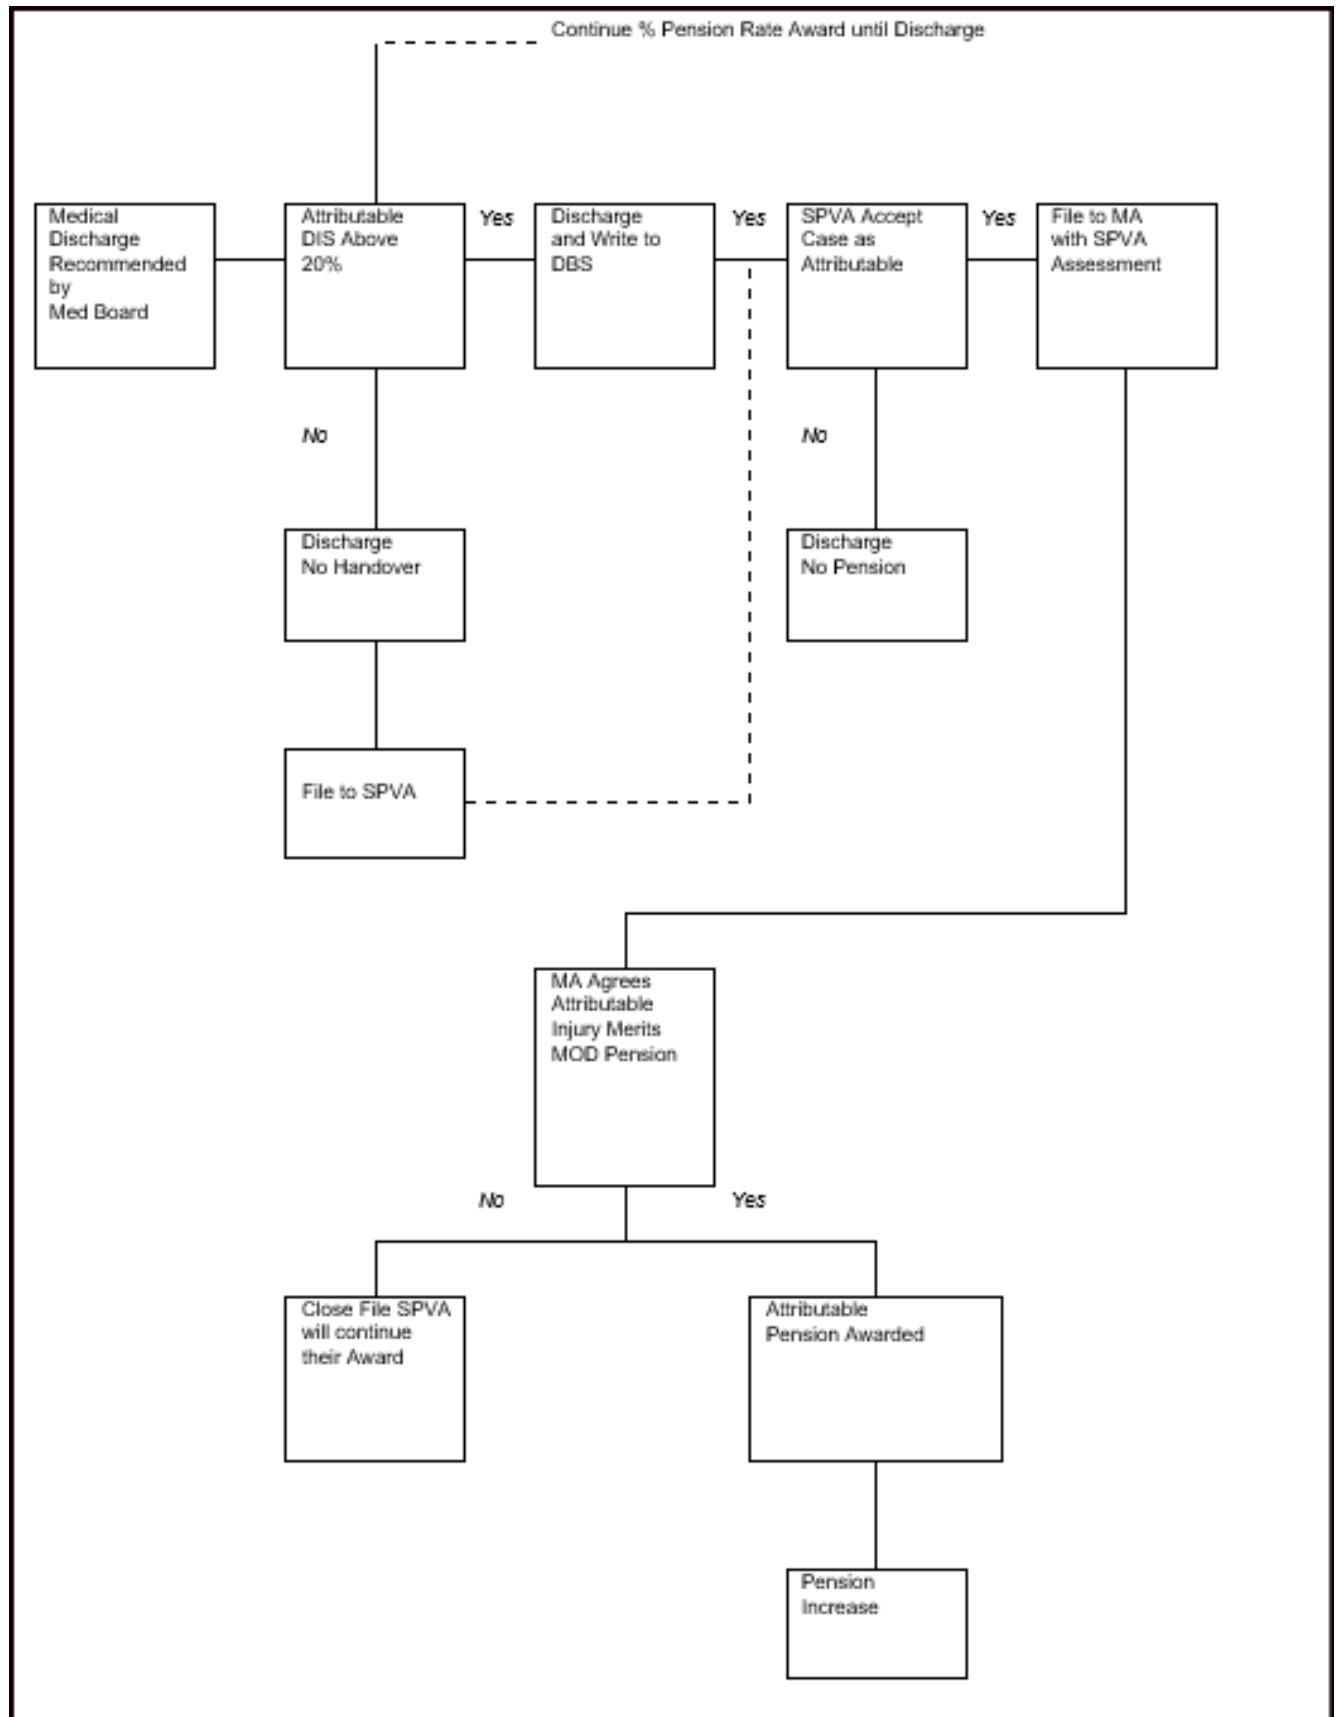 Continue % Pension Rate Award until Discharge
Medical
Discharge
Recommended
by
Med Board
Attributable
DIS Above
20%
Yes
Discharge
and Write to
DBS
Yes
SPVA Accept
Case as
Attributable
Yes
File to MA
with SPVA
Assessment
No
No
Discharge
No Handover
Discharge
No Pension
File to SPVA
MA Agrees
Attributable
Injury Merits
MOD Pension
No
Yes
Close File SPVA
will continue
their Award
Attributable
Pension Awarded
Pension
Increase